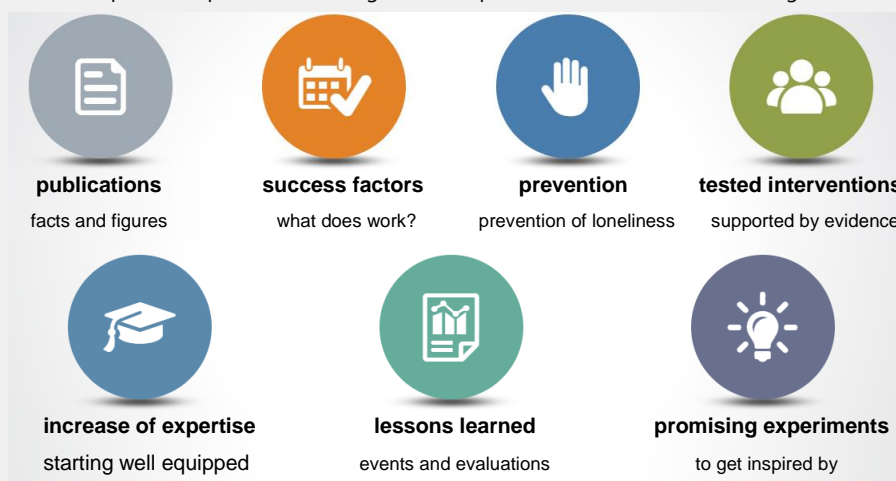 publications
success factors
prevention
tested interventions
facts and figures
what does work?
prevention of loneliness
supported by evidence
increase of expertise
lessons learned
promising experiments
starting well equipped
events and evaluations
to get inspired by